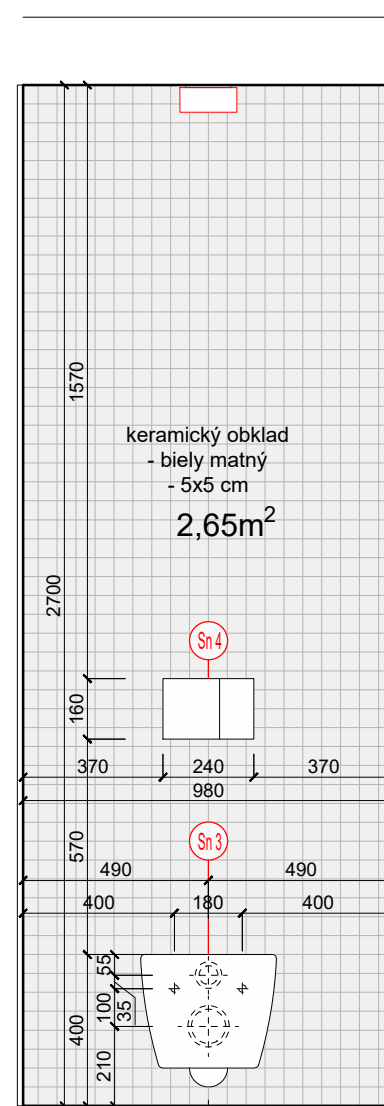 1570
keramický obklad
- biely matný
- 5x5 cm
2,65m²
2700
Sn 4
160
370 240 370
980
Sn 3
570
490 490
400 180 400
55
100 35
400
210